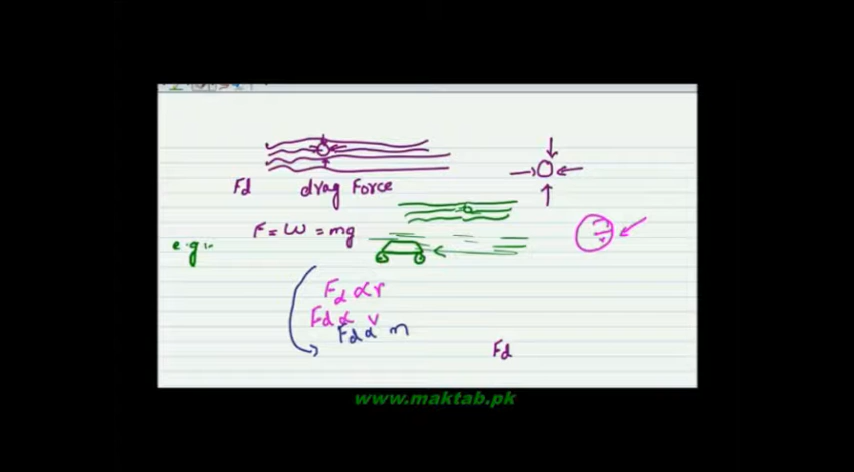 Fd drag Force
F = W = mg
e.g:
Fd ∝ r
Fd ∝ v
Fd ∝ n
Fd
www.maktab.pk